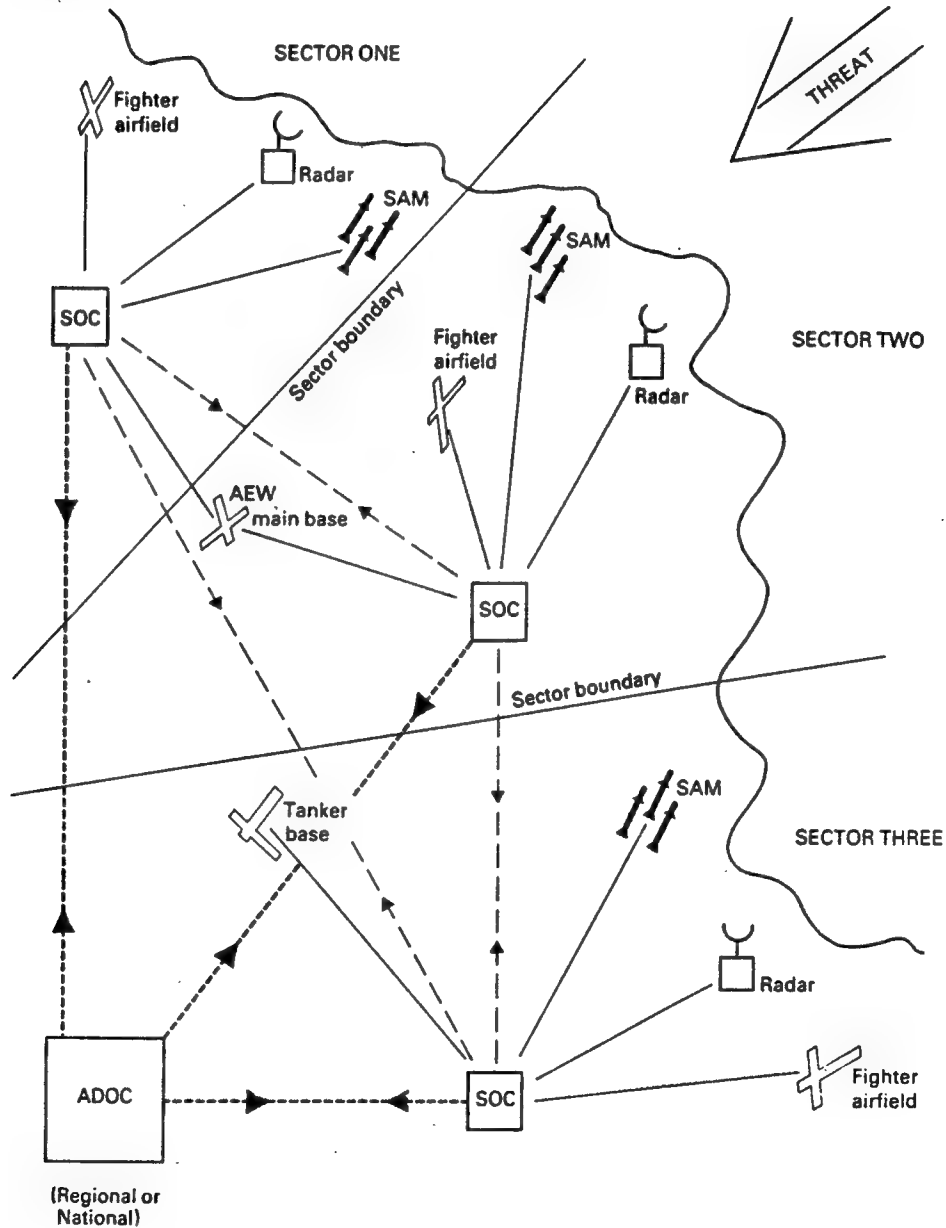 SECTOR ONE
THREAT
Fighter
airfield
Radar
SAM
SAM
SOC
Sector boundary
Fighter
airfield
SECTOR TWO
Radar
AEW
main base
SOC
Sector boundary
SAM
Tanker
base
SECTOR THREE
Radar
ADOC
SOC
Fighter
airfield
(Regional or
National)